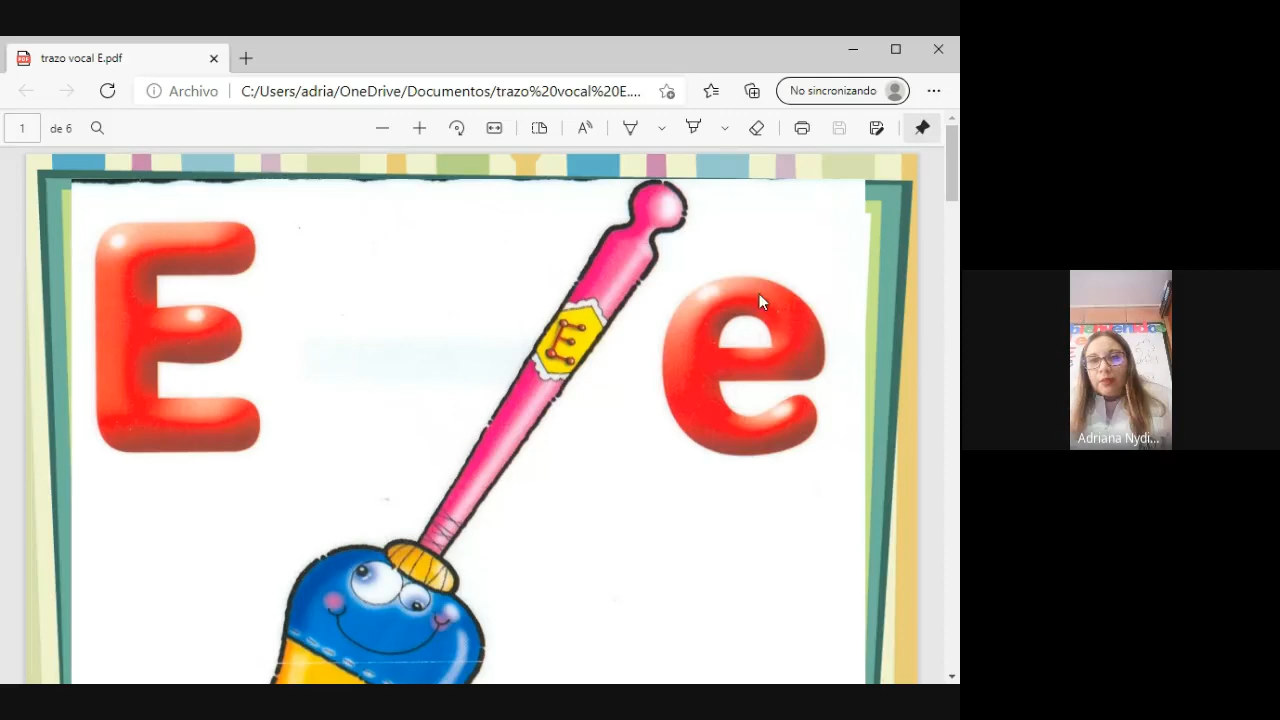 trazo vocal E.pdf
Archivo
C:/Users/adria/OneDrive/Documentos/trazo%20vocal%20E....
No sincronizando
1 de 6
E e
E
Adriana Nydi...